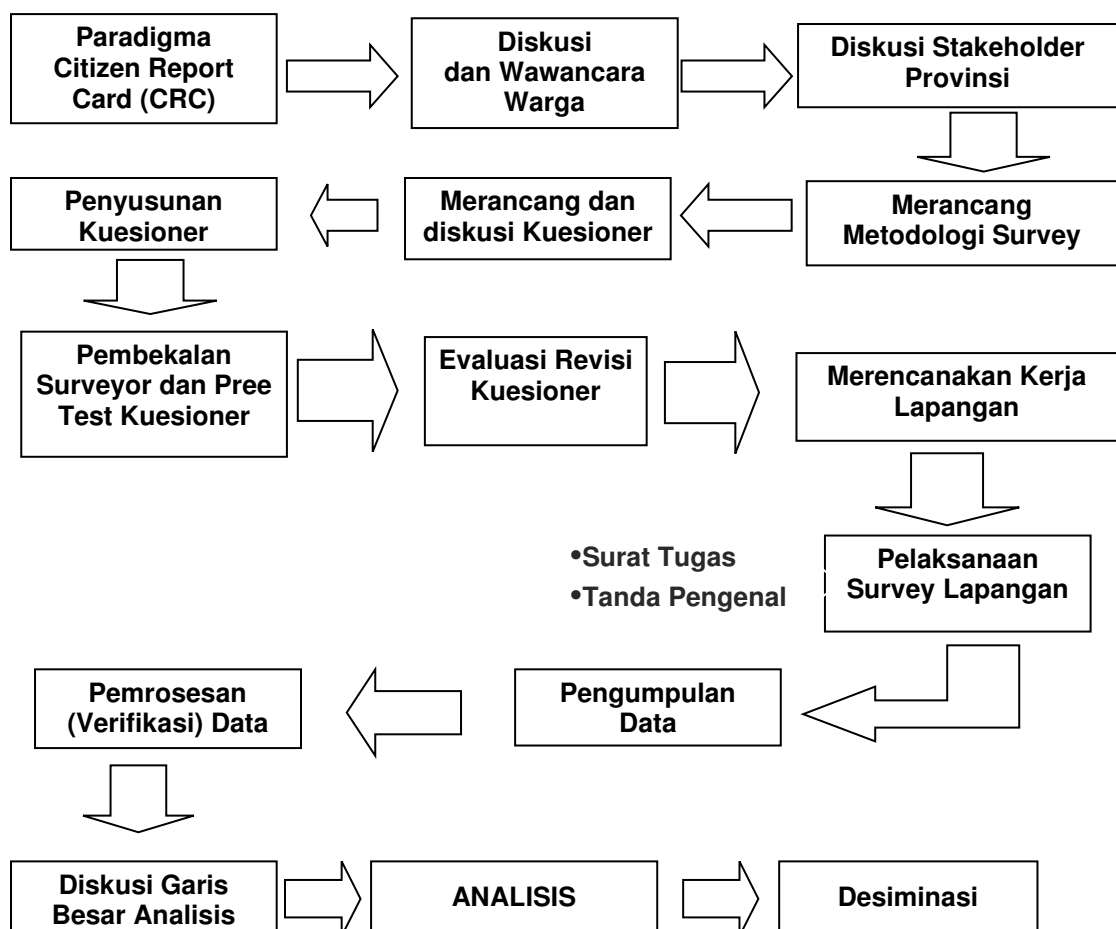 Paradigma
Citizen Report
Card (CRC)
Diskusi
dan Wawancara
Warga
Diskusi Stakeholder
Provinsi
Merancang
Metodologi Survey
Merancang dan
diskusi Kuesioner
Penyusunan
Kuesioner
Pembekalan
Surveyor dan Pree
Test Kuesioner
Evaluasi Revisi
Kuesioner
Merencanakan Kerja
Lapangan
Pelaksanaan
Survey Lapangan
•Surat Tugas
•Tanda Pengenal
Pengumpulan
Data
Pemrosesan
(Verifikasi) Data
Diskusi Garis
Besar Analisis
ANALISIS
Desiminasi